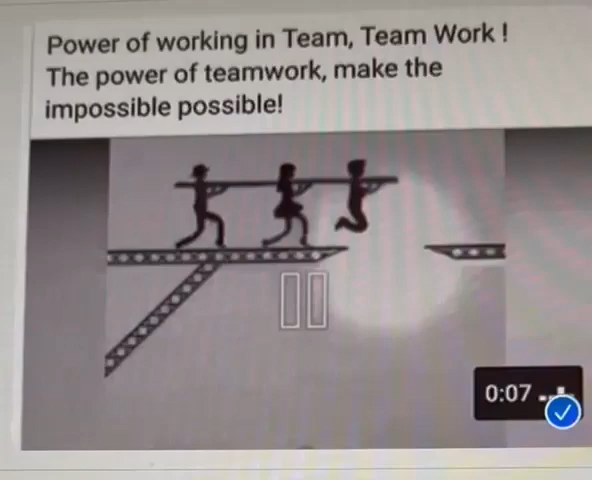 Power of working in Team, Team Work !
The power of teamwork, make the
impossible possible!
0:07